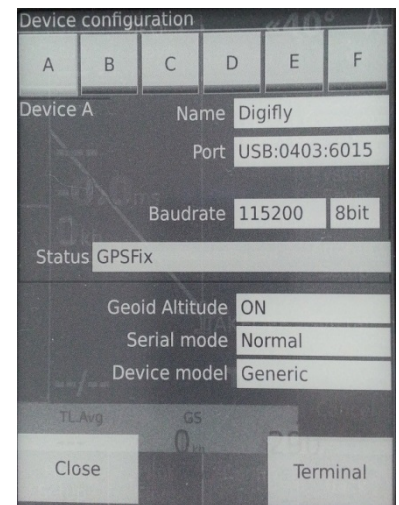 Device configuration
A B C D E F
Device A
Name Digifly
Port USB:0403:6015
Baudrate 115200 8bit
Status GPSFix
Geoid Altitude ON
Serial mode Normal
Device model Generic
TL.Avg GS
0
Close Terminal